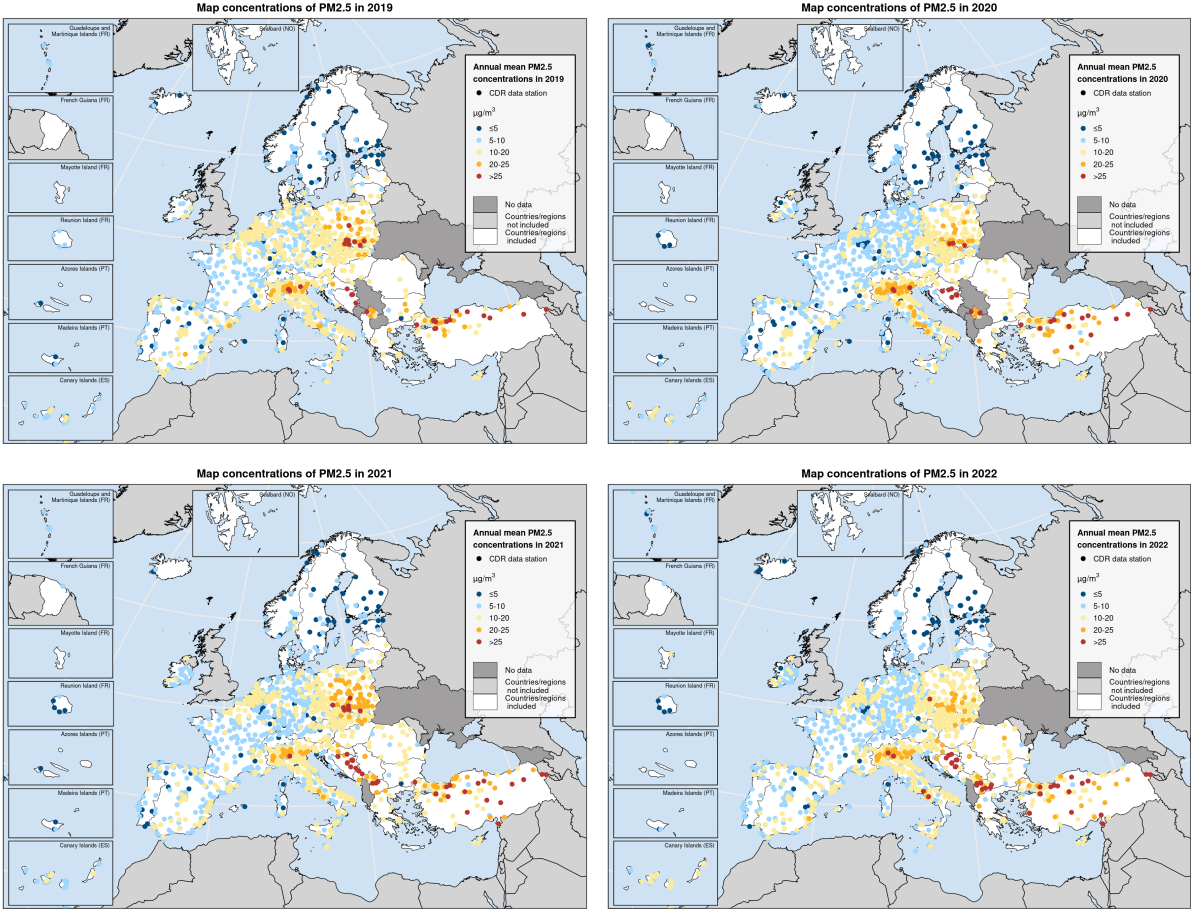 Map concentrations of PM2.5 in 2019
Guadeloupe and
Martinique Islands (FR)
Svalbard (NO)
French Guiana (FR)
Mayotte Island (FR)
Reunion Island (FR)
Azores Islands (PT)
Madeira Islands (PT)
Canary Islands (ES)
Annual mean PM2.5
concentrations in 2019
CDR data station
µg/m³
≤5
5-10
10-20
20-25
>25
No data
Countries/regions
not included
Countries/regions
included
Map concentrations of PM2.5 in 2020
Guadeloupe and
Martinique Islands (FR)
Svalbard (NO)
French Guiana (FR)
Mayotte Island (FR)
Reunion Island (FR)
Azores Islands (PT)
Madeira Islands (PT)
Canary Islands (ES)
Annual mean PM2.5
concentrations in 2020
CDR data station
µg/m³
≤5
5-10
10-20
20-25
>25
No data
Countries/regions
not included
Countries/regions
included
Map concentrations of PM2.5 in 2021
Guadeloupe and
Martinique Islands (FR)
Svalbard (NO)
French Guiana (FR)
Mayotte Island (FR)
Reunion Island (FR)
Azores Islands (PT)
Madeira Islands (PT)
Canary Islands (ES)
Annual mean PM2.5
concentrations in 2021
CDR data station
µg/m³
≤5
5-10
10-20
20-25
>25
No data
Countries/regions
not included
Countries/regions
included
Map concentrations of PM2.5 in 2022
Guadeloupe and
Martinique Islands (FR)
Svalbard (NO)
French Guiana (FR)
Mayotte Island (FR)
Reunion Island (FR)
Azores Islands (PT)
Madeira Islands (PT)
Canary Islands (ES)
Annual mean PM2.5
concentrations in 2022
CDR data station
µg/m³
≤5
5-10
10-20
20-25
>25
No data
Countries/regions
not included
Countries/regions
included